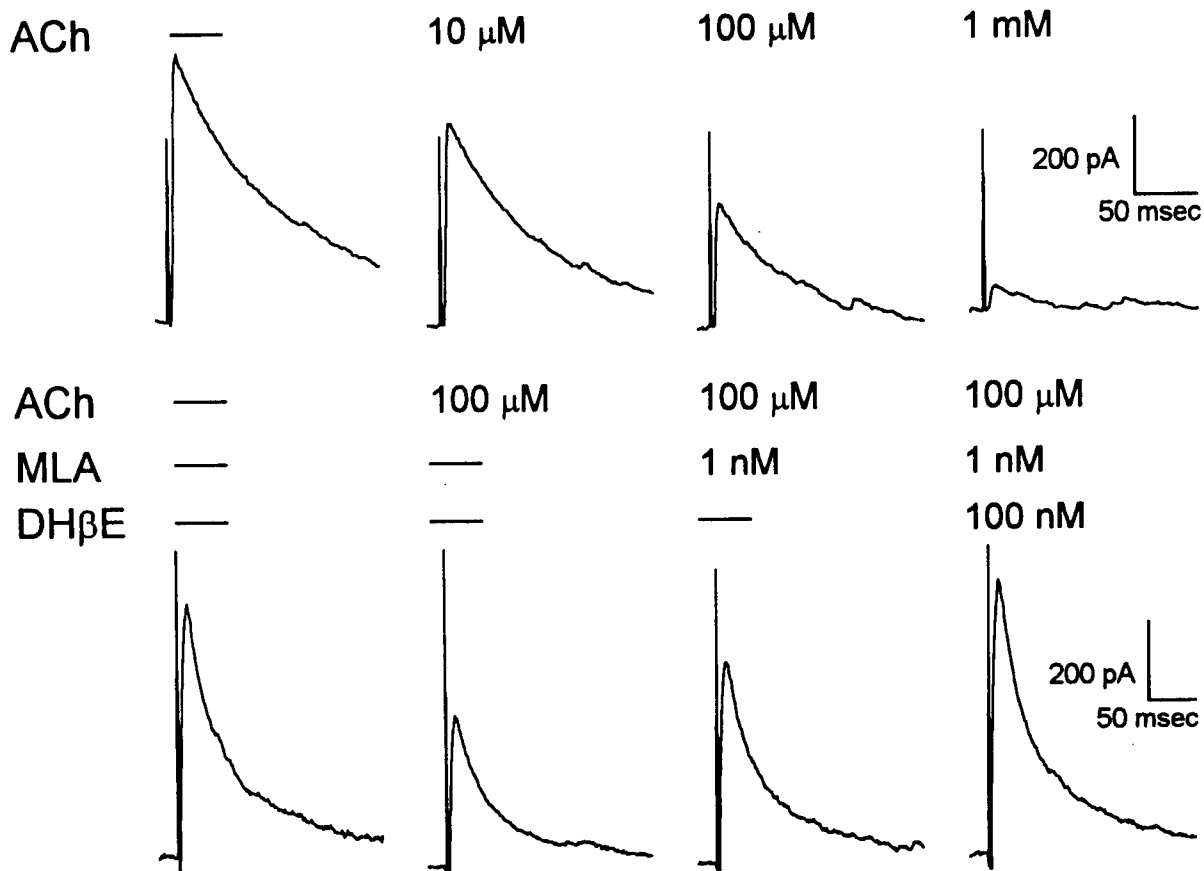 ACh — 10 μM 100 μM 1 mM
200 pA
50 msec
ACh — 100 μM 100 μM 100 μM
MLA — — 1 nM 1 nM
DHβE — — — 100 nM
200 pA
50 msec